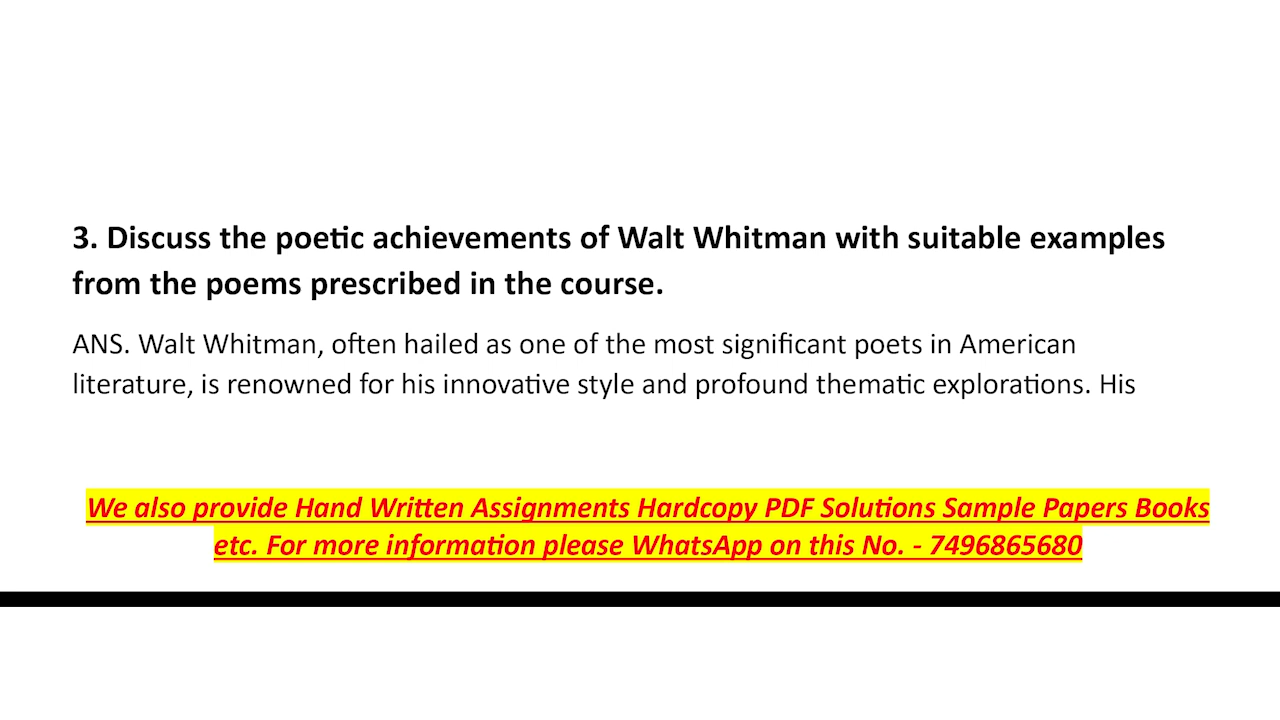 3. Discuss the poetic achievements of Walt Whitman with suitable examples
from the poems prescribed in the course.
ANS. Walt Whitman, often hailed as one of the most significant poets in American
literature, is renowned for his innovative style and profound thematic explorations. His
We also provide Hand Written Assignments Hardcopy PDF Solutions Sample Papers Books
etc. For more information please WhatsApp on this No. - 7496865680